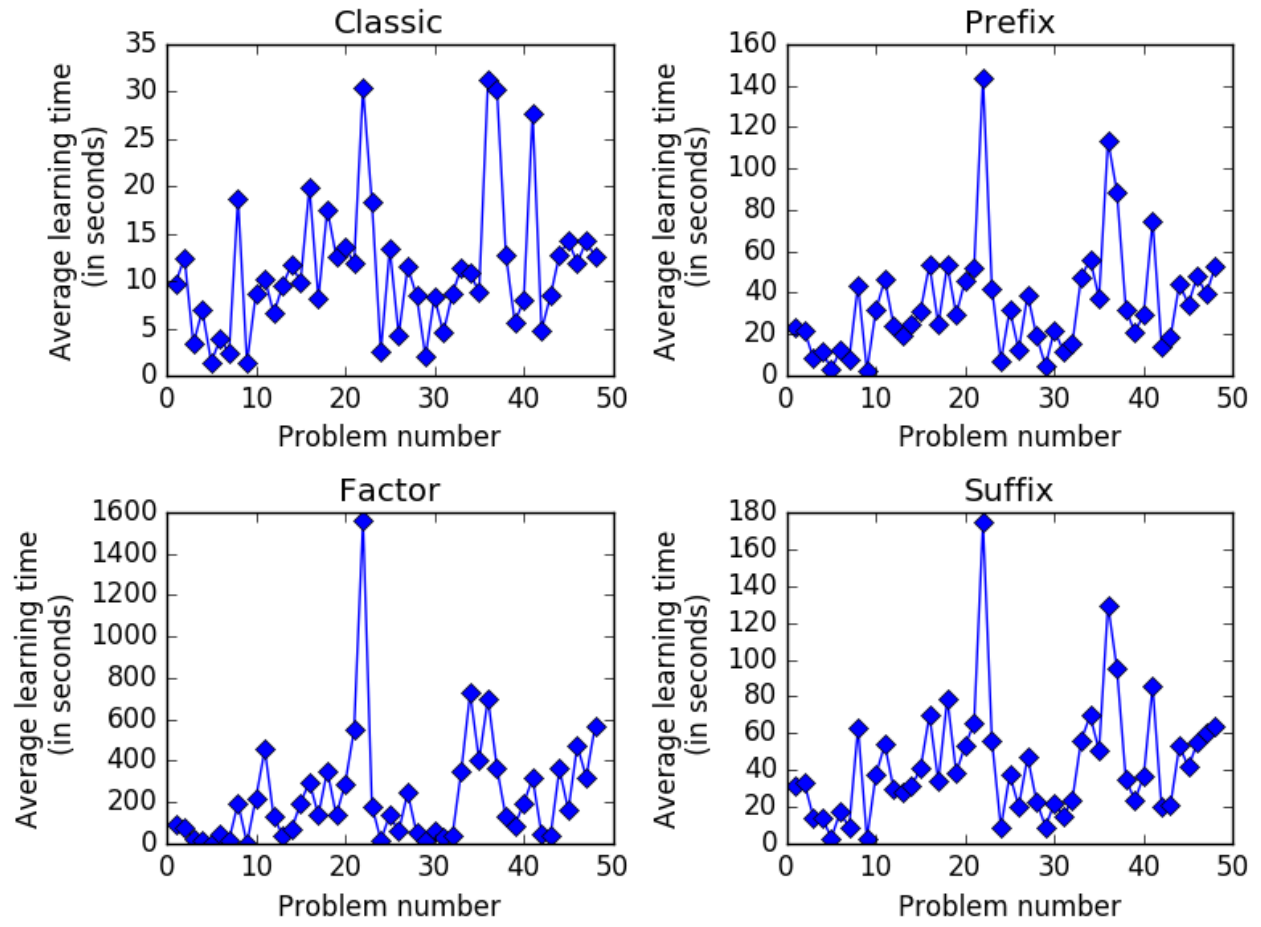 Classic
35
30
25
20
15
10
5
0
0 10 20 30 40 50
Average learning time
(in seconds)
Problem number
Prefix
160
140
120
100
80
60
40
20
0
0 10 20 30 40 50
Average learning time
(in seconds)
Problem number
Factor
1600
1400
1200
1000
800
600
400
200
0
0 10 20 30 40 50
Average learning time
(in seconds)
Problem number
Suffix
180
160
140
120
100
80
60
40
20
0
0 10 20 30 40 50
Average learning time
(in seconds)
Problem number